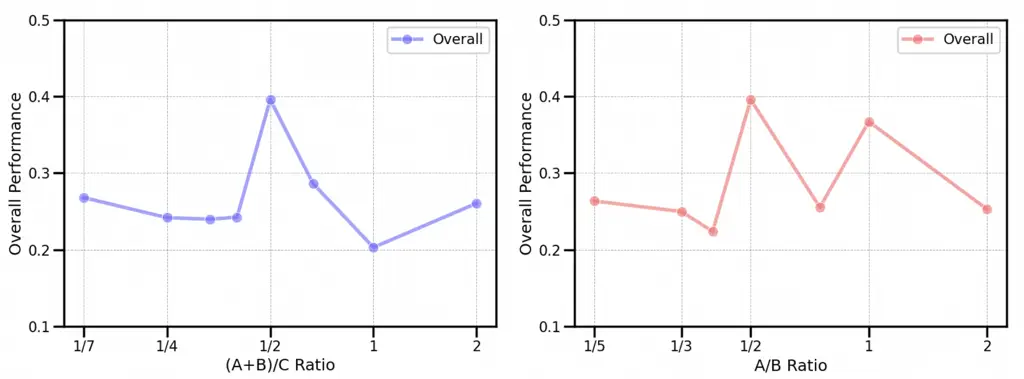 0.5
0.4
0.3
0.2
0.1
Overall Performance
Overall
1/7 1/4 1/2 1 2
(A+B)/C Ratio
0.5
0.4
0.3
0.2
0.1
Overall Performance
Overall
1/5 1/3 1/2 1 2
A/B Ratio